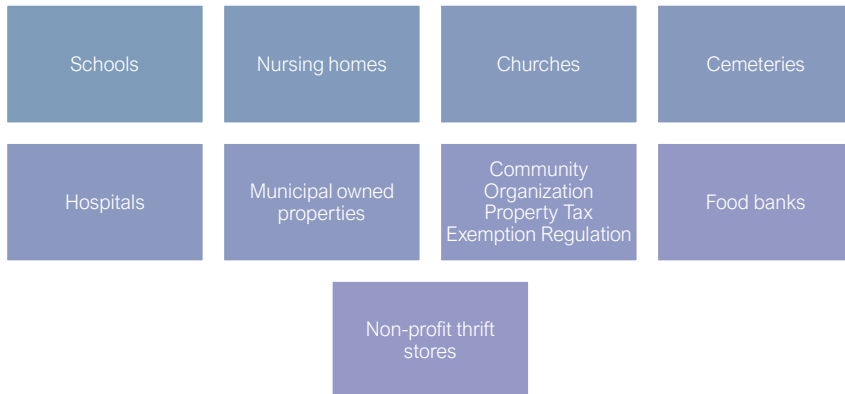 Schools
Nursing homes
Churches
Cemeteries
Hospitals
Municipal owned
properties
Community
Organization
Property Tax
Exemption Regulation
Food banks
Non-profit thrift
stores